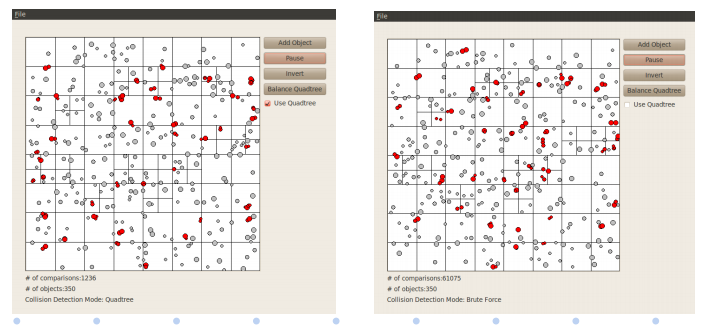 File
Add Object
Pause
Invert
Balance Quadtree
Use Quadtree
# of comparisons:1236
# of objects:350
Collision Detection Mode: Quadtree
File
Add Object
Pause
Invert
Balance Quadtree
Use Quadtree
# of comparisons:61075
# of objects:350
Collision Detection Mode: Brute Force